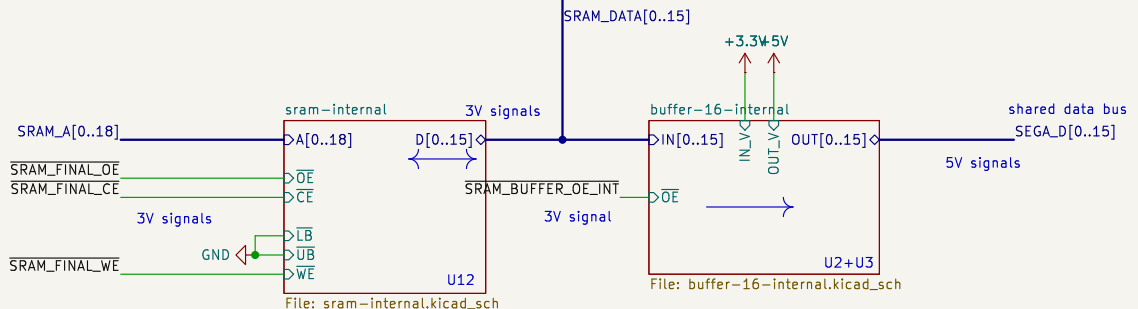 SRAM_DATA[0..15]
+3.3V
+5V
sram-internal
3V signals
buffer-16-internal
shared data bus
SRAM_A[0..18]
A[0..18]
D[0..15]
IN[0..15]
IN_V
OUT_V
OUT[0..15]
SEGA_D[0..15]
5V signals
SRAM_FINAL_OE
OE
SRAM_FINAL_CE
CE
SRAM_BUFFER_OE_INT
OE
3V signals
3V signal
LB
GND
UB
SRAM_FINAL_WE
WE
U12
U2+U3
File: sram-internal.kicad_sch
File: buffer-16-internal.kicad_sch